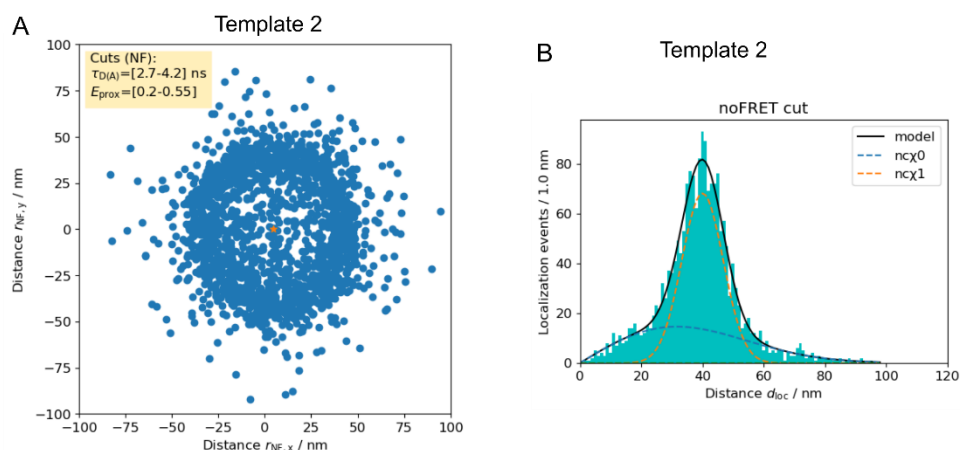 A
Template 2
Cuts (NF):
τD(A)=[2.7-4.2] ns
Eprox=[0.2-0.55]
100
75
50
25
0
−25
−50
−75
−100
Distance rNF, y / nm
−100
−75
−50
−25
0
25
50
75
100
Distance rNF, x / nm
B
Template 2
noFRET cut
model
ncχ0
ncχ1
80
60
40
20
0
Localization events / 1.0 nm
0
20
40
60
80
100
120
Distance dloc / nm